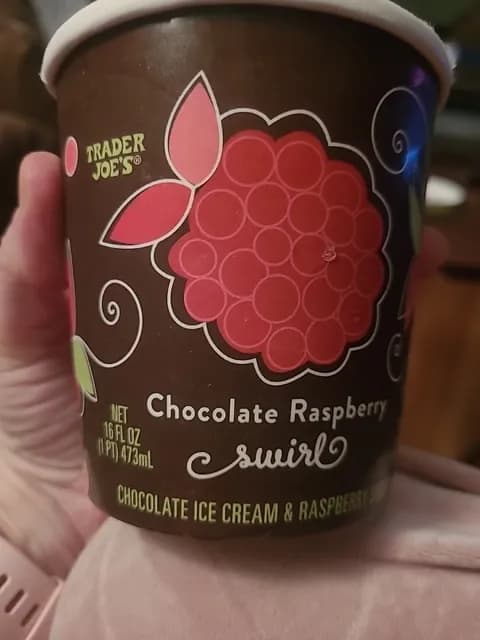 TRADER
JOE'S®
Chocolate Raspberry
swirl
NET
16 FL OZ
(1 PT) 473mL
CHOCOLATE ICE CREAM & RASPBERRY